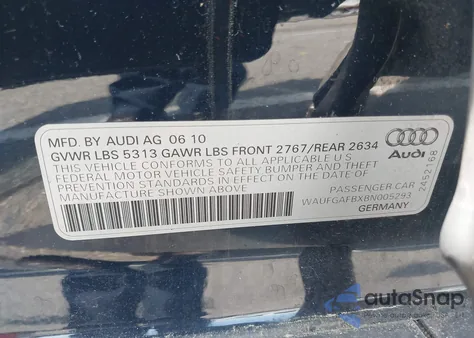 MFD. BY AUDI AG 06 10
GVWR LBS 5313 GAWR LBS FRONT 2767/REAR 2634
THIS VEHICLE CONFORMS TO ALL APPLICABLE U S
FEDERAL MOTOR VEHICLE SAFETY BUMPER AND THEFT
PREVENTION STANDARDS IN EFFECT ON THE DATE OF
MANUFACTURE SHOWN ABOVE
Audi
PASSENGER CAR
WAUFGAFBXBN005293
GERMANY
2452168
autoSnap